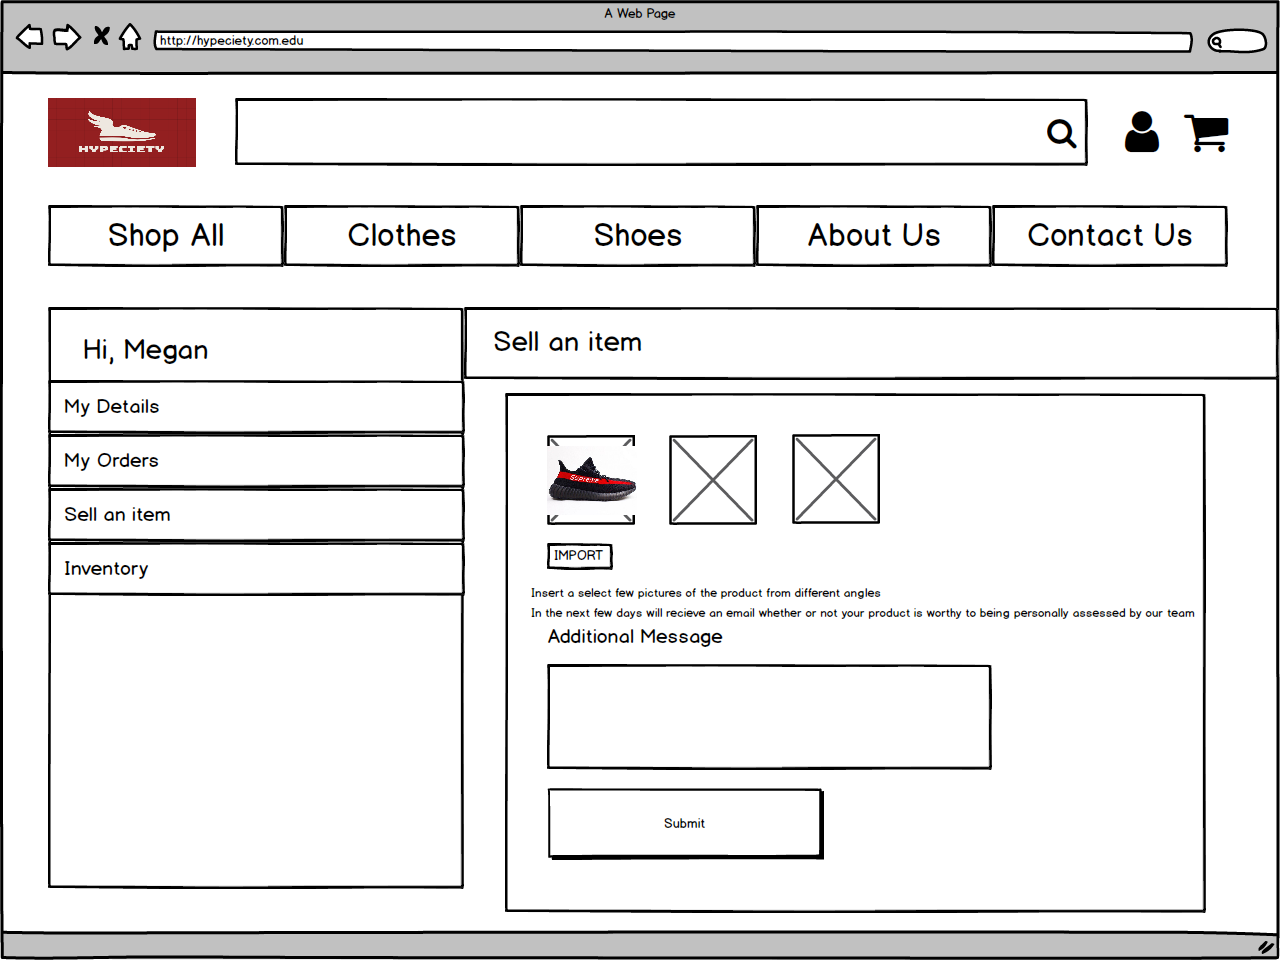 A Web Page
http://hypeciety.com.edu
HYPECIETY
Shop All
Clothes
Shoes
About Us
Contact Us
Hi, Megan
Sell an item
My Details
My Orders
Sell an item
Inventory
IMPORT
Insert a select few pictures of the product from different angles
In the next few days will recieve an email whether or not your product is worthy to being personally assessed by our team
Additional Message
Submit